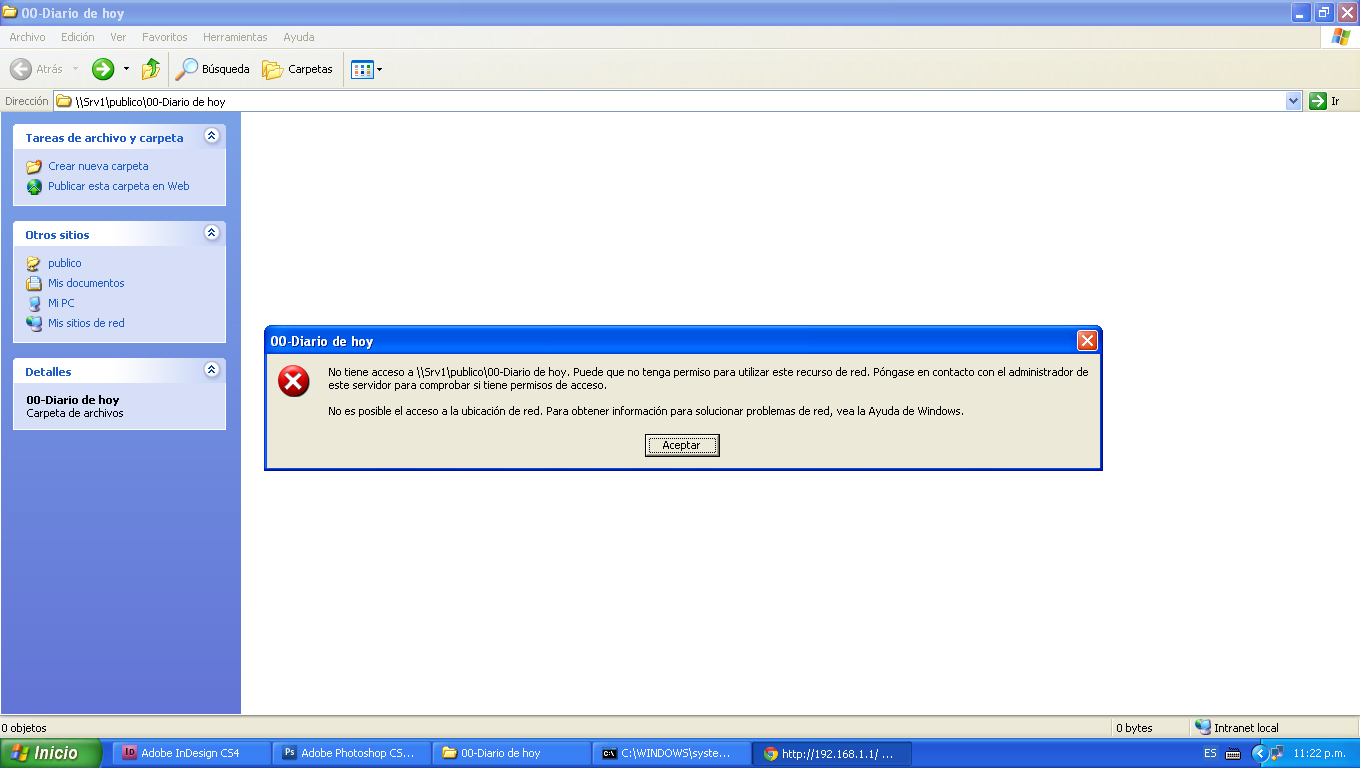 00-Diario de hoy
Archivo Edición Ver Favoritos Herramientas Ayuda
Atrás Búsqueda Carpetas
Dirección \\Srv1\publico\00-Diario de hoy Ir
Tareas de archivo y carpeta
Crear nueva carpeta
Publicar esta carpeta en Web
Otros sitios
publico
Mis documentos
Mi PC
Mis sitios de red
Detalles
00-Diario de hoy
Carpeta de archivos
00-Diario de hoy
No tiene acceso a \\Srv1\publico\00-Diario de hoy. Puede que no tenga permiso para utilizar este recurso de red. Póngase en contacto con el administrador de
este servidor para comprobar si tiene permisos de acceso.
No es posible el acceso a la ubicación de red. Para obtener información para solucionar problemas de red, vea la Ayuda de Windows.
Aceptar
0 objetos 0 bytes Intranet local
Inicio Adobe InDesign CS4 Adobe Photoshop CS... 00-Diario de hoy C:\WINDOWS\syste... http://192.168.1.1/ ... ES 11:22 p.m.